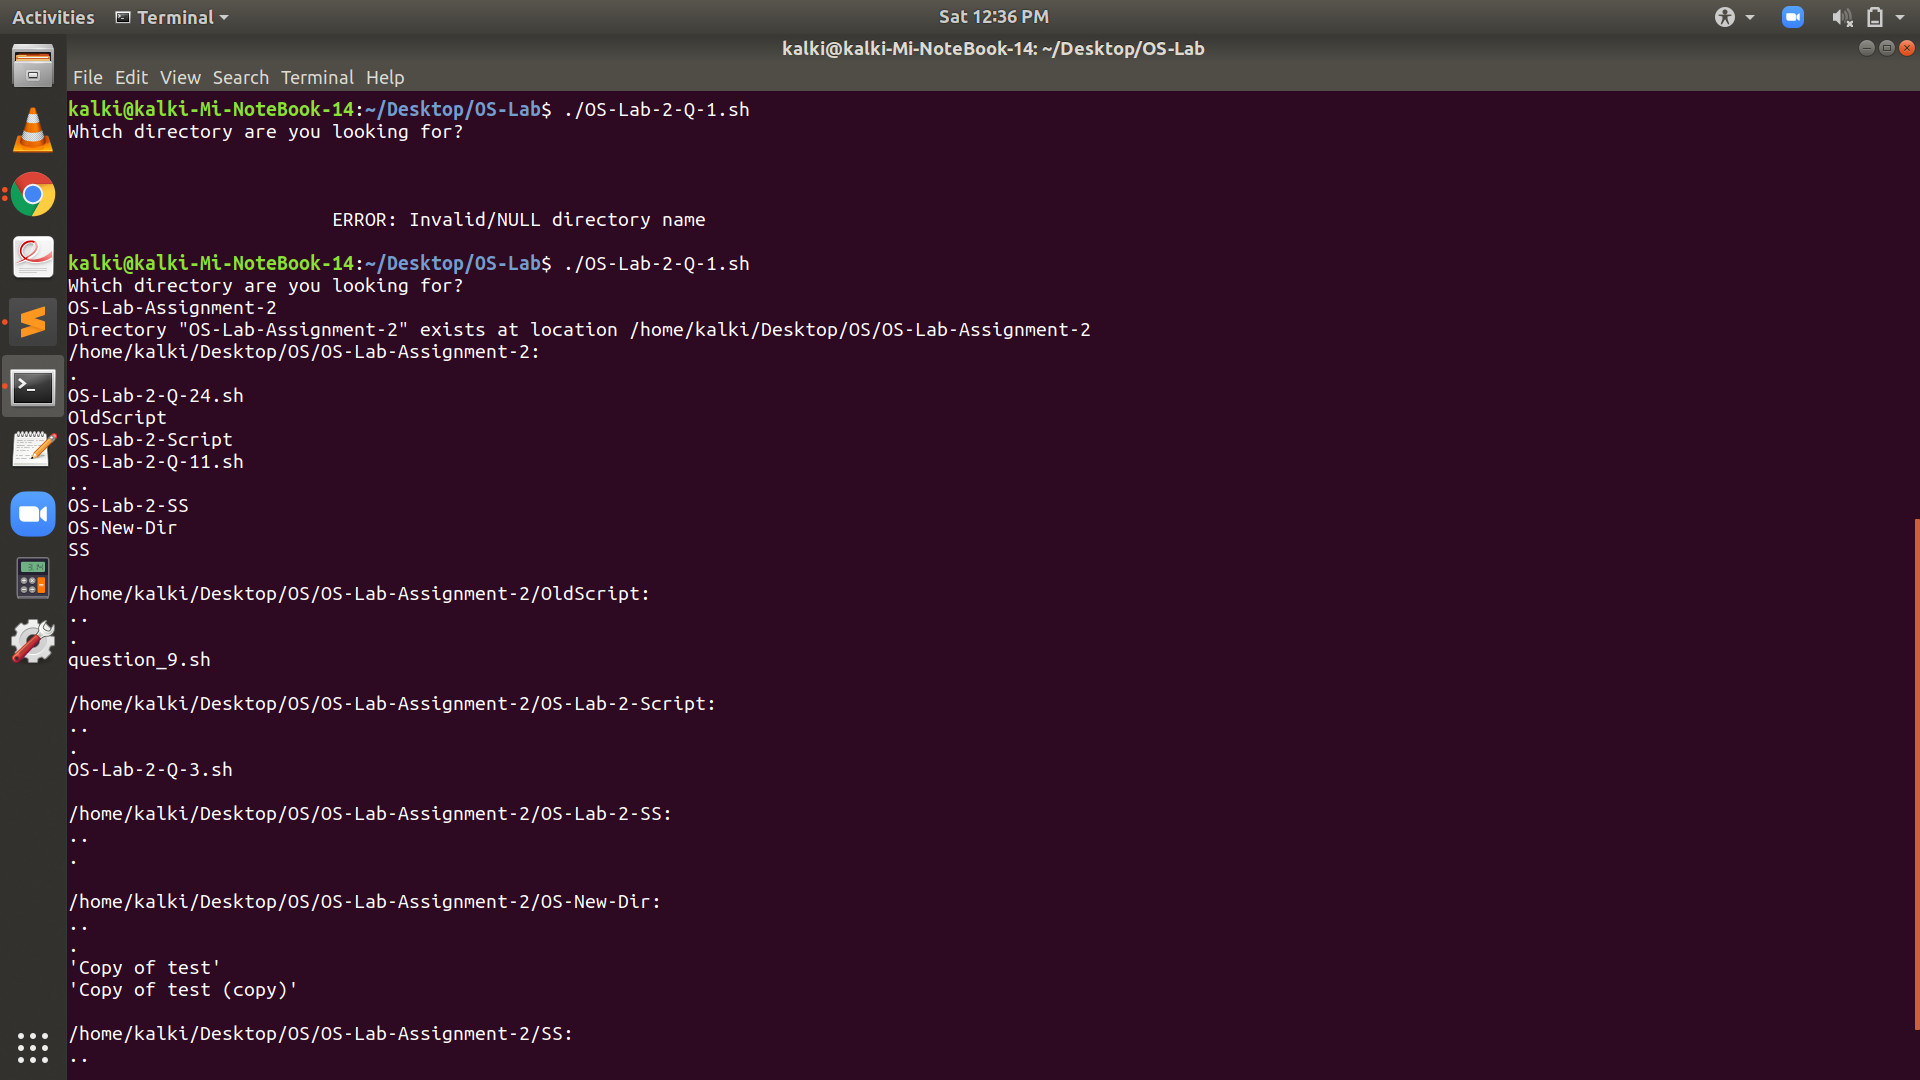 Activities Terminal Sat 12:36 PM
kalki@kalki-Mi-NoteBook-14: ~/Desktop/OS-Lab
File Edit View Search Terminal Help
kalki@kalki-Mi-NoteBook-14:~/Desktop/OS-Lab$ ./OS-Lab-2-Q-1.sh
Which directory are you looking for?
ERROR: Invalid/NULL directory name
kalki@kalki-Mi-NoteBook-14:~/Desktop/OS-Lab$ ./OS-Lab-2-Q-1.sh
Which directory are you looking for?
OS-Lab-Assignment-2
Directory "OS-Lab-Assignment-2" exists at location /home/kalki/Desktop/OS/OS-Lab-Assignment-2
/home/kalki/Desktop/OS/OS-Lab-Assignment-2:
.
OS-Lab-2-Q-24.sh
OldScript
OS-Lab-2-Script
OS-Lab-2-Q-11.sh
..
OS-Lab-2-SS
OS-New-Dir
SS
/home/kalki/Desktop/OS/OS-Lab-Assignment-2/OldScript:
..
.
question_9.sh
/home/kalki/Desktop/OS/OS-Lab-Assignment-2/OS-Lab-2-Script:
..
.
OS-Lab-2-Q-3.sh
/home/kalki/Desktop/OS/OS-Lab-Assignment-2/OS-Lab-2-SS:
..
.
/home/kalki/Desktop/OS/OS-Lab-Assignment-2/OS-New-Dir:
..
.
'Copy of test'
'Copy of test (copy)'
/home/kalki/Desktop/OS/OS-Lab-Assignment-2/SS:
..